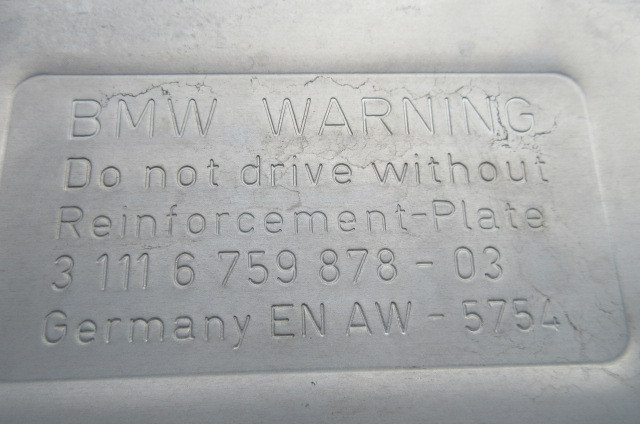 BMW WARNING
Do not drive without
Reinforcement-Plate
3 111 6 759 878 - 03
Germany EN AW - 5754